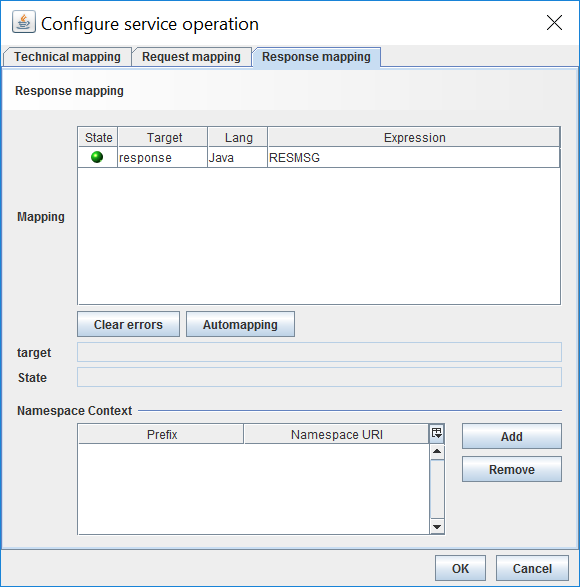 Configure service operation
Technical mapping Request mapping Response mapping
Response mapping
State Target Lang Expression
response Java RESMSG
Mapping
Clear errors Automapping
target
State
Namespace Context
Prefix Namespace URI
Add
Remove
OK Cancel